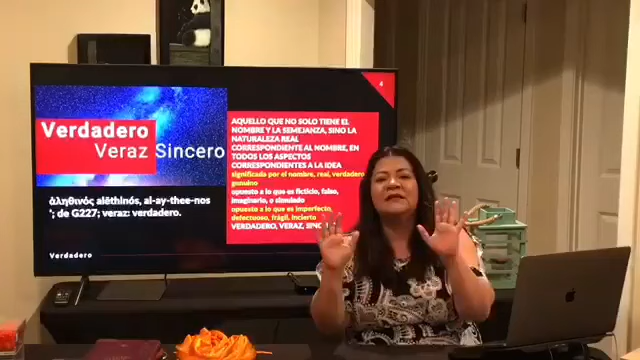 4
Verdadero
Veraz Sincero
ἀληθινός alēthinós, al-ay-thee-nos
'; de G227; veraz: verdadero.
AQUELLO QUE NO SOLO TIENE EL
NOMBRE Y LA SEMEJANZA, SINO LA
NATURALEZA REAL
CORRESPONDIENTE AL NOMBRE, EN
TODOS LOS ASPECTOS
CORRESPONDIENTES A LA IDEA
significada por el nombre, real, verdadero
genuino
opuesto a lo que es ficticio, falso,
imaginario, o simulado
opuesto a lo que es imperfecto,
defectuoso, frágil, incierto
VERDADERO, VERAZ, SINC
Verdadero